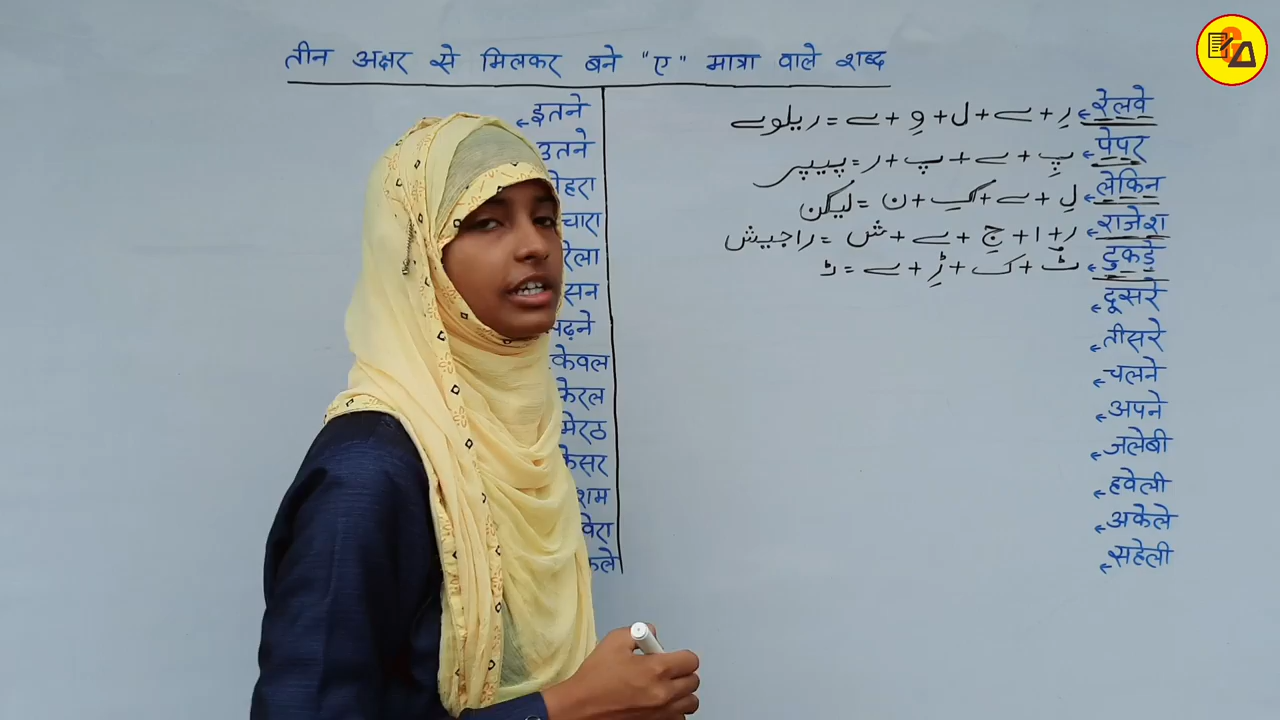 तीन अक्षर से मिलकर बने "ए" मात्रा वाले शब्द
इतने
उतने
केवल
केरल
मेरठ
केसर
रेलवे رِ + ے + ل + وِ + ے = ریلوے
पेपर پِ + ے + پ + ر = پیپر
लेकिन لِ + ے + کِ + ن = لیکن
राजेश ر + ا + جِ + ے + ش = راجیش
टुकड़े ٹُ + ک + ڑِ + ے = ٹ
दूसरे
तीसरे
चलने
अपने
जलेबी
हवेली
अकेले
सहेली